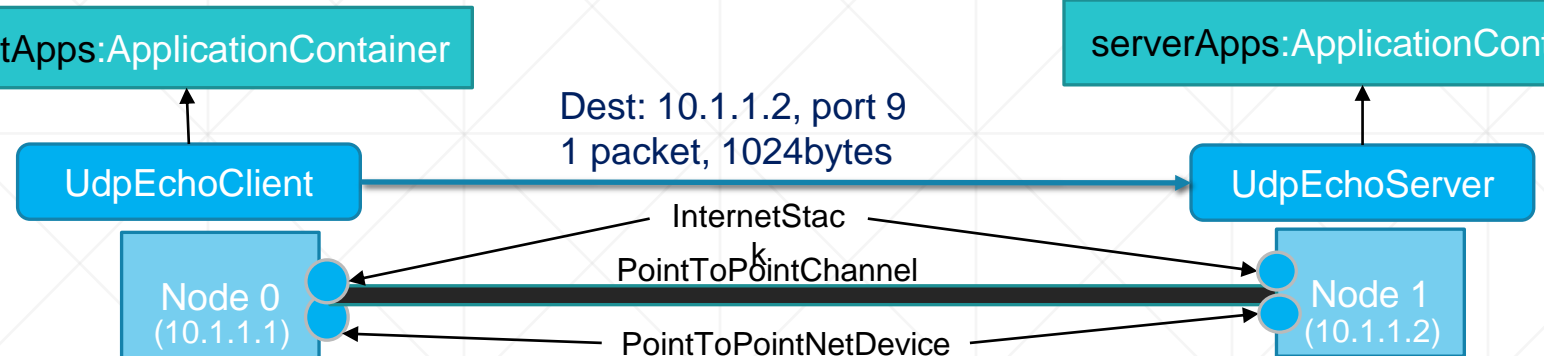 tApps:ApplicationContainer
serverApps:ApplicationCont
Dest: 10.1.1.2, port 9
1 packet, 1024bytes
UdpEchoClient
UdpEchoServer
InternetStac
k
PointToPointChannel
Node 0
(10.1.1.1)
Node 1
(10.1.1.2)
PointToPointNetDevice